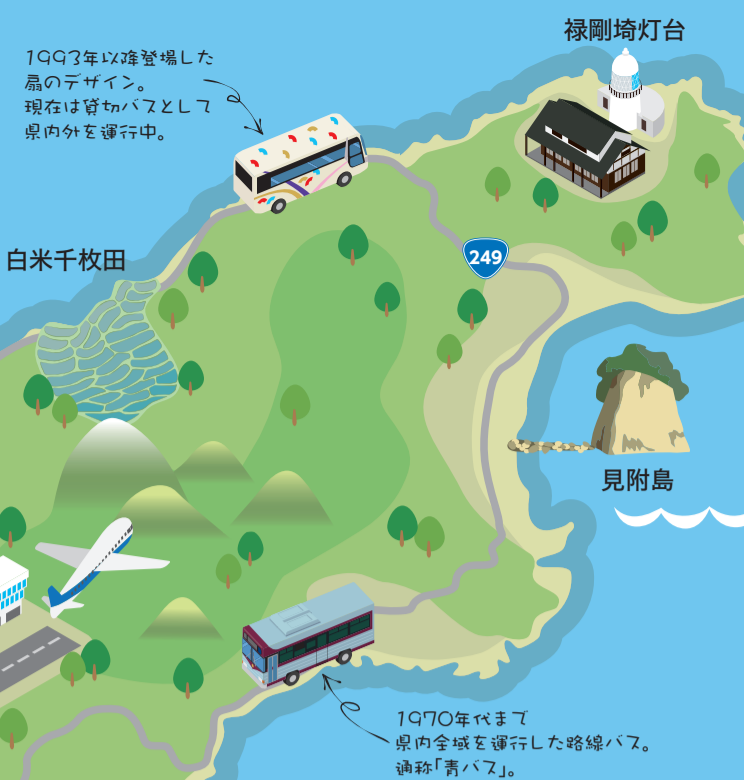 禄剛埼灯台
1993年以降登場した
扇のデザイン。
現在は貸切バスとして
県内外を運行中。
249
白米千枚田
見附島
1970年代まで
県内全域を運行した路線バス。
通称「青バス」。